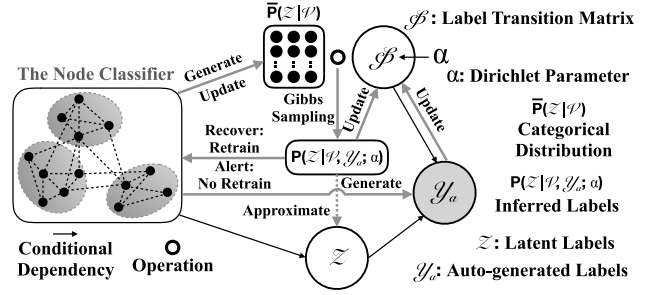 P̅(𝒵|𝒱)
𝒫 : Label Transition Matrix
The Node Classifier
Generate
Update
𝒫
α
α: Dirichlet Parameter
Gibbs
Sampling
Update
Update
P̅(𝒵|𝒱)
Categorical
Distribution
Recover:
Retrain
P(𝒵|𝒱, 𝒴ₐ; α)
Alert:
No Retrain
Generate
𝒴ₐ
P(𝒵|𝒱, 𝒴ₐ; α)
Inferred Labels
Approximate
Conditional
Dependency
Operation
𝒵
𝒵: Latent Labels
𝒴ₐ: Auto-generated Labels